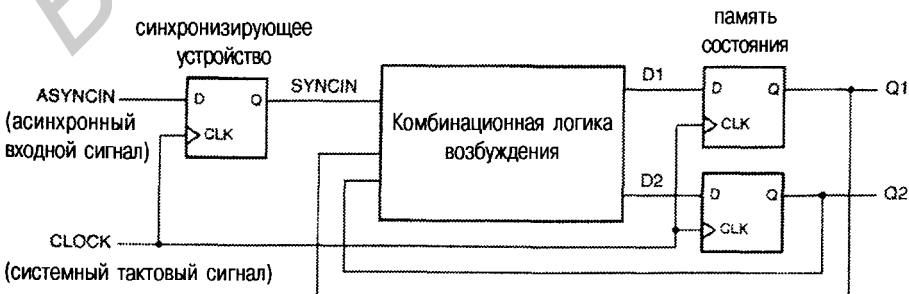 синхронизирующее
устройство
память
состояния
ASYNCIN
(асинхронный
входной сигнал)
D Q
CLK
SYNCIN
Комбинационная логика
возбуждения
D1
D Q
CLK
Q1
D2
D Q
CLK
Q2
CLOCK
(системный тактовый сигнал)